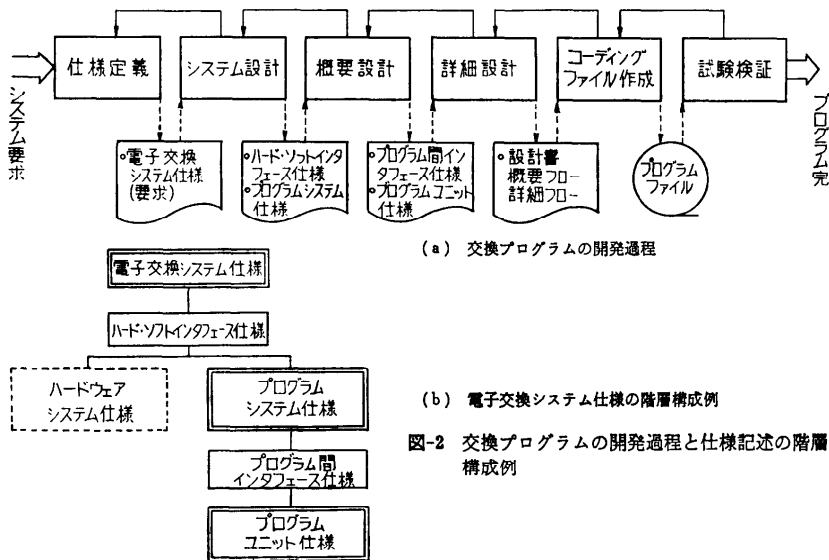 システム要求
仕様定義
システム設計
概要設計
詳細設計
コーディング
ファイル作成
試験検証
プログラム完
•電子交換
システム仕様
(要求)
•ハード・ソフトインタ
フェース仕様
•プログラムシステム
仕様
•プログラム間イン
タフェース仕様
•プログラムユニット
仕様
•設計書
概要フロー
詳細フロー
プログラム
ファイル
(a) 交換プログラムの開発過程
電子交換システム仕様
ハード・ソフトインタフェース仕様
ハードウェア
システム仕様
プログラム
システム仕様
プログラム間
インタフェース仕様
プログラム
ユニット仕様
(b) 電子交換システム仕様の階層構成例
図-2 交換プログラムの開発過程と仕様記述の階層
構成例